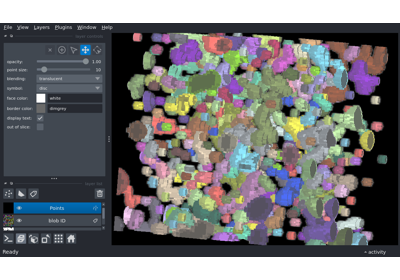 File View Layers Plugins Window Help
opacity: 1.00
point size: 10
blending: translucent
symbol: disc
face color: white
border color: dimgrey
display text: ✓
out of slice:
Points
blob ID
Ready activity